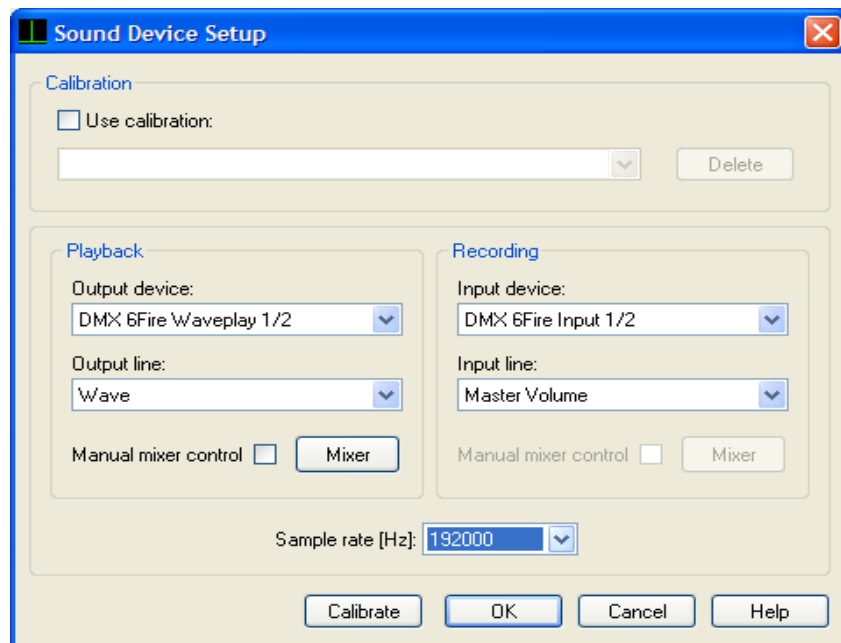 Sound Device Setup
Calibration
Use calibration:
Delete
Playback
Output device:
DMX 6Fire Waveplay 1/2
Output line:
Wave
Manual mixer control
Mixer
Recording
Input device:
DMX 6Fire Input 1/2
Input line:
Master Volume
Manual mixer control
Mixer
Sample rate [Hz]: 192000
Calibrate OK Cancel Help